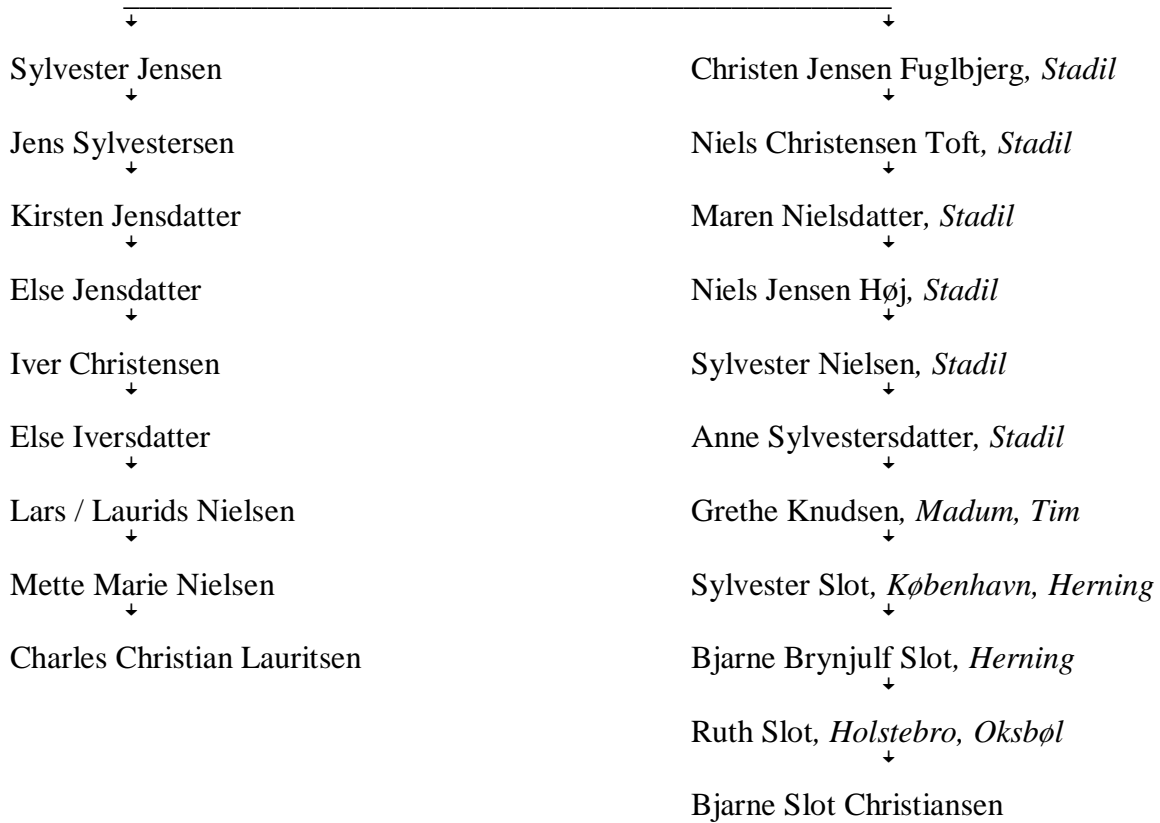 Sylvester Jensen Christen Jensen Fuglbjerg, Stadil
Jens Sylvestersen Niels Christensen Toft, Stadil
Kirsten Jensdatter Maren Nielsdatter, Stadil
Else Jensdatter Niels Jensen Høj, Stadil
Iver Christensen Sylvester Nielsen, Stadil
Else Iversdatter Anne Sylvestersdatter, Stadil
Lars / Laurids Nielsen Grethe Knudsen, Madum, Tim
Mette Marie Nielsen Sylvester Slot, København, Herning
Charles Christian Lauritsen Bjarne Brynjulf Slot, Herning
Ruth Slot, Holstebro, Oksbøl
Bjarne Slot Christiansen